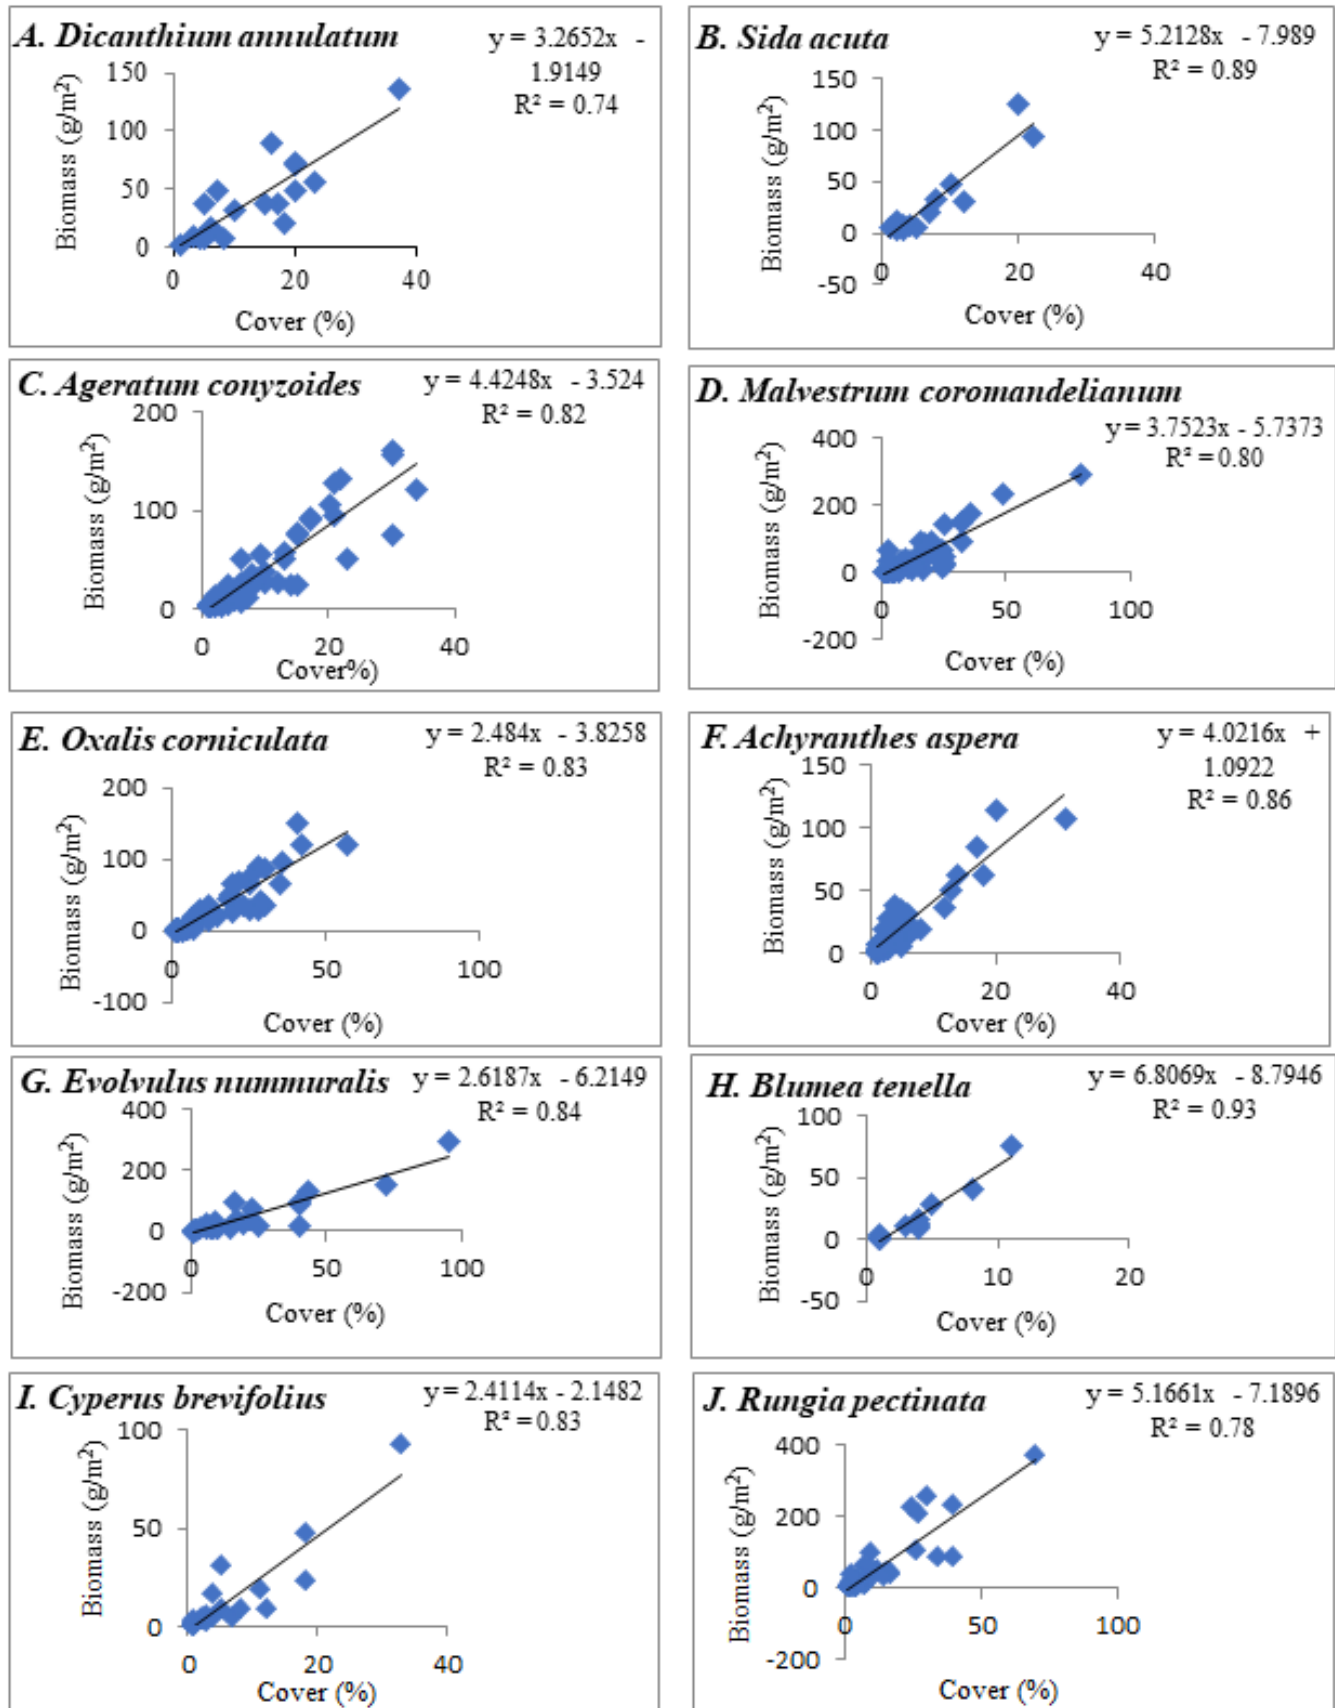 A. Dicanthium annulatum
y = 3.2652x -
1.9149
R² = 0.74
Biomass (g/m²)
150
100
50
0
0 20 40
Cover (%)
B. Sida acuta
y = 5.2128x - 7.989
R² = 0.89
Biomass (g/m²)
150
100
50
0
-50
0 20 40
Cover (%)
C. Ageratum conyzoides
y = 4.4248x - 3.524
R² = 0.82
Biomass (g/m²)
200
100
0
0 20 40
Cover%)
D. Malvestrum coromandelianum
y = 3.7523x - 5.7373
R² = 0.80
Biomass (g/m²)
400
200
0
-200
0 50 100
Cover (%)
E. Oxalis corniculata
y = 2.484x - 3.8258
R² = 0.83
Biomass (g/m²)
200
100
0
-100
0 50 100
Cover (%)
F. Achyranthes aspera
y = 4.0216x +
1.0922
R² = 0.86
Biomass (g/m²)
150
100
50
0
0 20 40
Cover (%)
G. Evolvulus nummuralis
y = 2.6187x - 6.2149
R² = 0.84
Biomass (g/m²)
400
200
0
-200
0 50 100
Cover (%)
H. Blumea tenella
y = 6.8069x - 8.7946
R² = 0.93
Biomass (g/m²)
100
50
0
-50
0 10 20
Cover (%)
I. Cyperus brevifolius
y = 2.4114x - 2.1482
R² = 0.83
Biomass (g/m²)
100
50
0
0 20 40
Cover (%)
J. Rungia pectinata
y = 5.1661x - 7.1896
R² = 0.78
Biomass (g/m²)
400
200
0
-200
0 50 100
Cover (%)